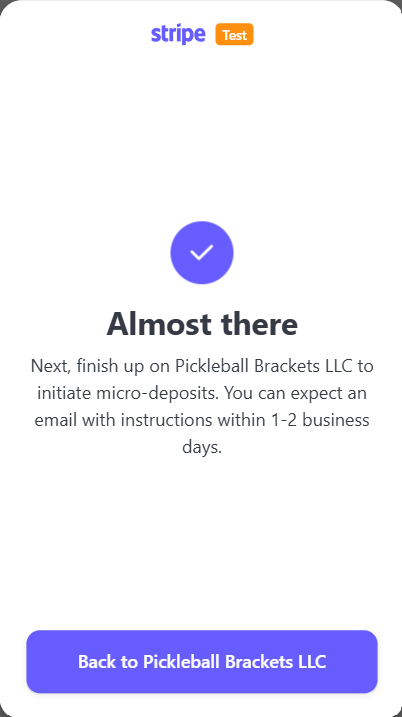 stripe Test
Almost there
Next, finish up on Pickleball Brackets LLC to
initiate micro-deposits. You can expect an
email with instructions within 1-2 business
days.
Back to Pickleball Brackets LLC